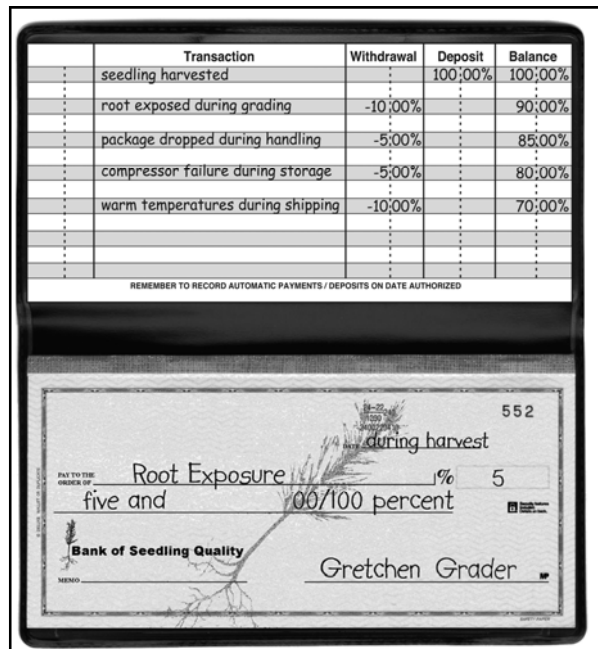 Transaction Withdrawal Deposit Balance
seedling harvested 100 00% 100 00%
root exposed during grading -10 00% 90 00%
package dropped during handling -5 00% 85 00%
compressor failure during storage -5 00% 80 00%
warm temperatures during shipping -10 00% 70 00%
REMEMBER TO RECORD AUTOMATIC PAYMENTS / DEPOSITS ON DATE AUTHORIZED
552
DATE during harvest
PAY TO THE
ORDER OF Root Exposure % 5
five and 00/100 percent
Bank of Seedling Quality
MEMO Gretchen Grader MP